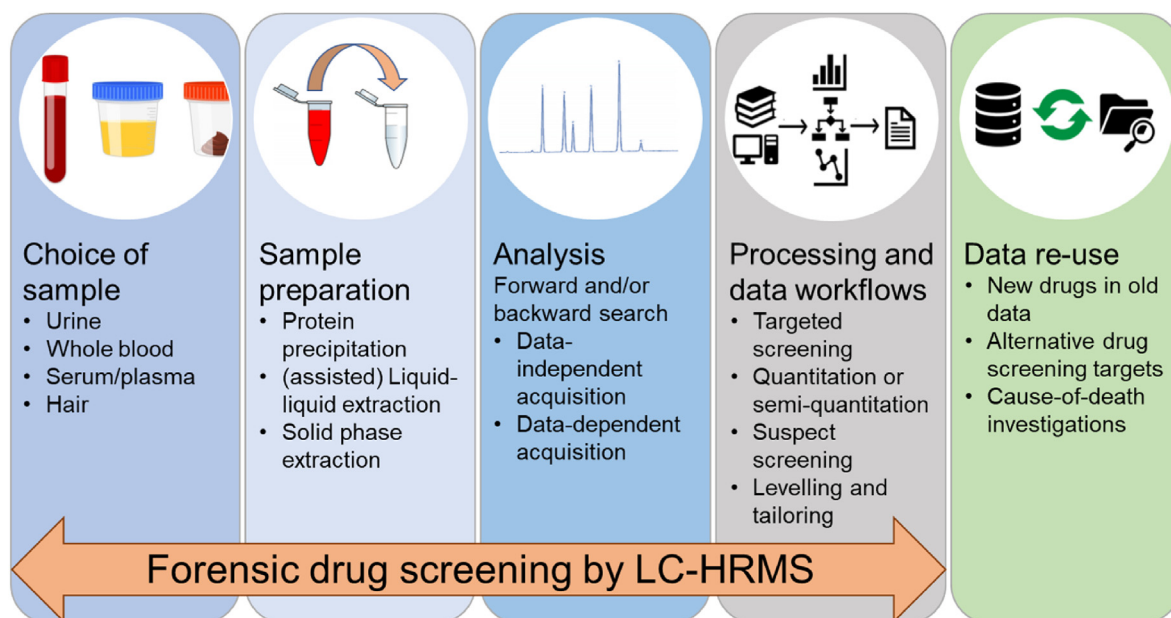 Choice of
sample
• Urine
• Whole blood
• Serum/plasma
• Hair
Sample
preparation
• Protein
precipitation
• (assisted) Liquid-
liquid extraction
• Solid phase
extraction
Analysis
Forward and/or
backward search
• Data-
independent
acquisition
• Data-dependent
acquisition
Processing and
data workflows
• Targeted
screening
• Quantitation or
semi-quantitation
• Suspect
screening
• Levelling and
tailoring
Data re-use
• New drugs in old
data
• Alternative drug
screening targets
• Cause-of-death
investigations
Forensic drug screening by LC-HRMS